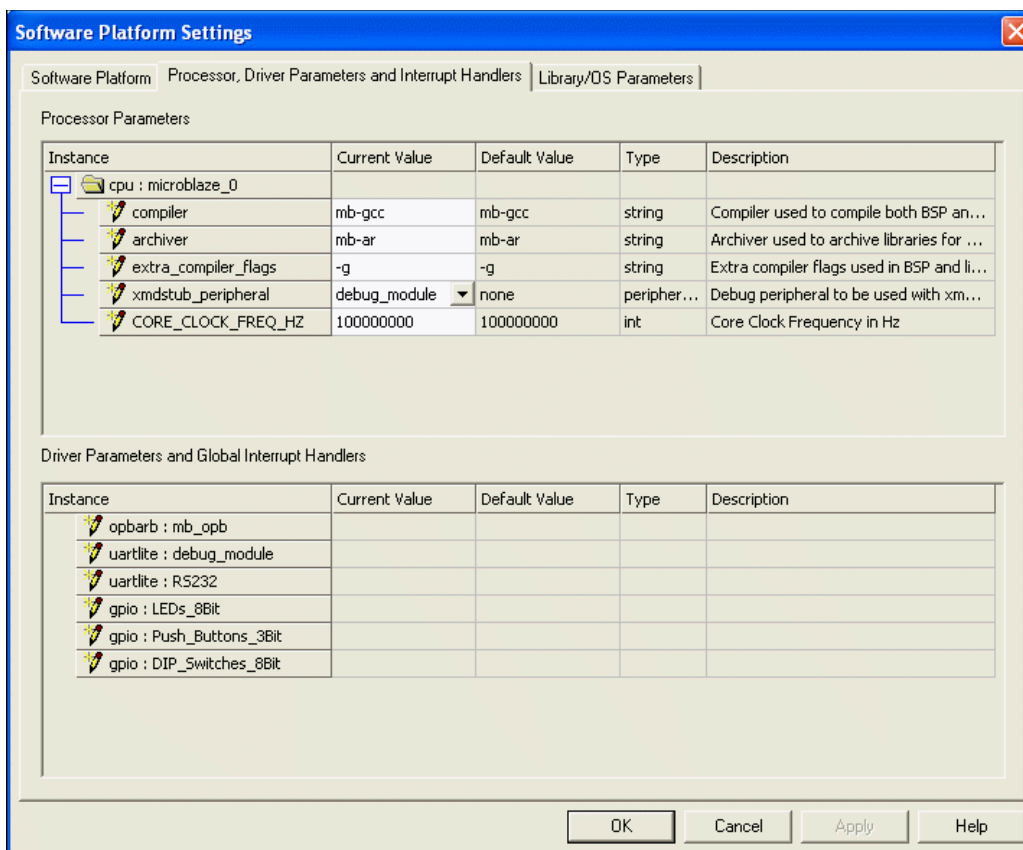 Software Platform Settings
Software Platform Processor, Driver Parameters and Interrupt Handlers Library/OS Parameters
Processor Parameters
Instance Current Value Default Value Type Description
cpu : microblaze_0
compiler mb-gcc mb-gcc string Compiler used to compile both BSP an...
archiver mb-ar mb-ar string Archiver used to archive libraries for ...
extra_compiler_flags -g -g string Extra compiler flags used in BSP and li...
xmdstub_peripheral debug_module none peripher... Debug peripheral to be used with xm...
CORE_CLOCK_FREQ_HZ 100000000 100000000 int Core Clock Frequency in Hz
Driver Parameters and Global Interrupt Handlers
Instance Current Value Default Value Type Description
opbarb : mb_opb
uartlite : debug_module
uartlite : RS232
gpio : LEDs_8Bit
gpio : Push_Buttons_3Bit
gpio : DIP_Switches_8Bit
OK Cancel Apply Help